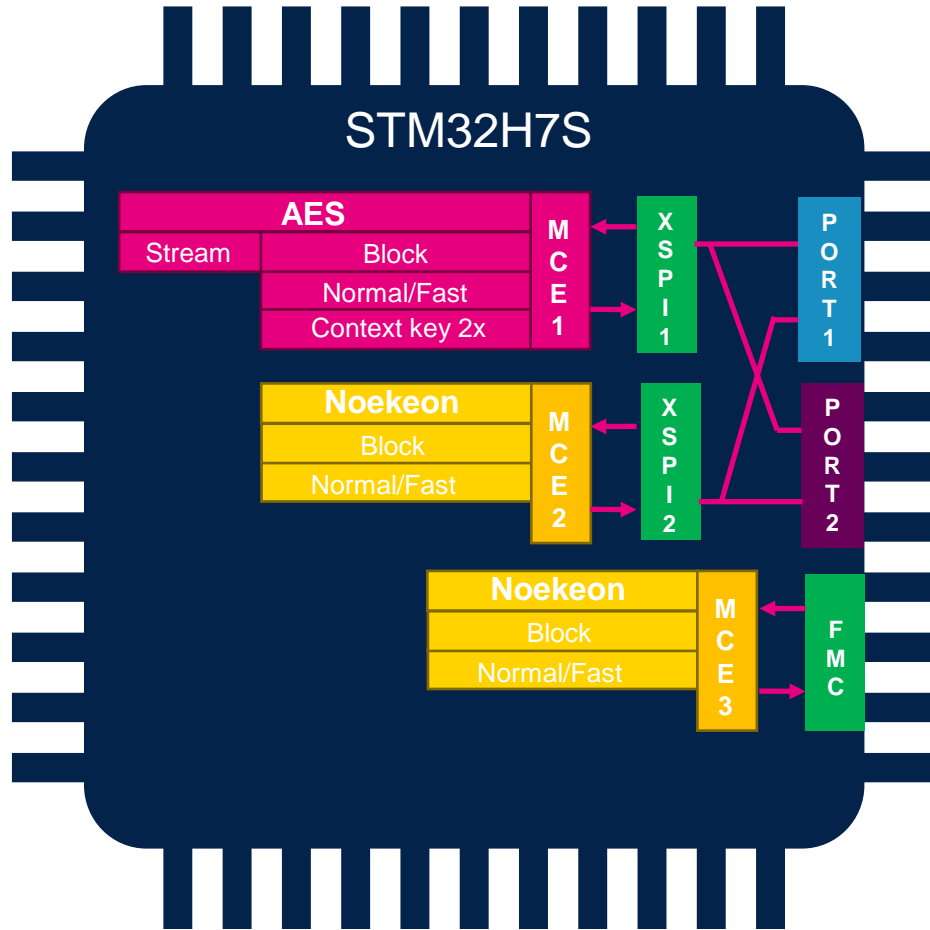 STM32H7S
AES
Stream
Block
Normal/Fast
Context key 2x
MCE1
XSPI1
PORT1
Noekeon
Block
Normal/Fast
MCE2
XSPI2
PORT2
Noekeon
Block
Normal/Fast
MCE3
FMC